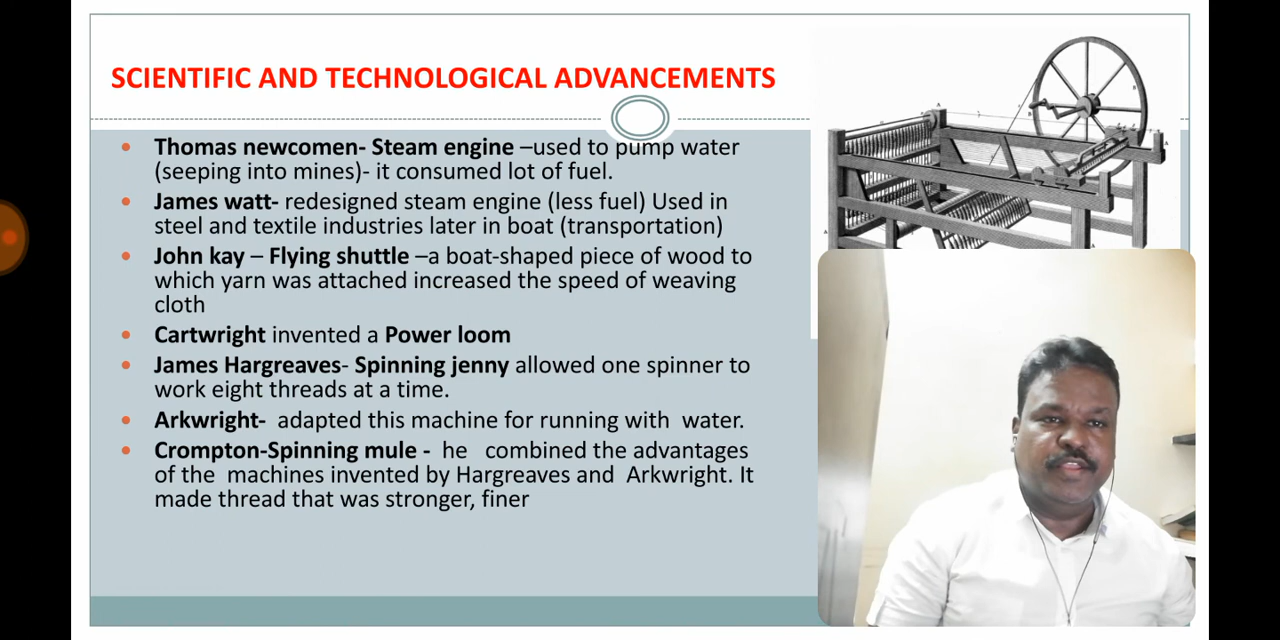 SCIENTIFIC AND TECHNOLOGICAL ADVANCEMENTS
Thomas newcomen- Steam engine –used to pump water
(seeping into mines)- it consumed lot of fuel.
James watt- redesigned steam engine (less fuel) Used in
steel and textile industries later in boat (transportation)
John kay – Flying shuttle –a boat-shaped piece of wood to
which yarn was attached increased the speed of weaving
cloth
Cartwright invented a Power loom
James Hargreaves- Spinning jenny allowed one spinner to
work eight threads at a time.
Arkwright- adapted this machine for running with water.
Crompton-Spinning mule - he combined the advantages
of the machines invented by Hargreaves and Arkwright. It
made thread that was stronger, finer